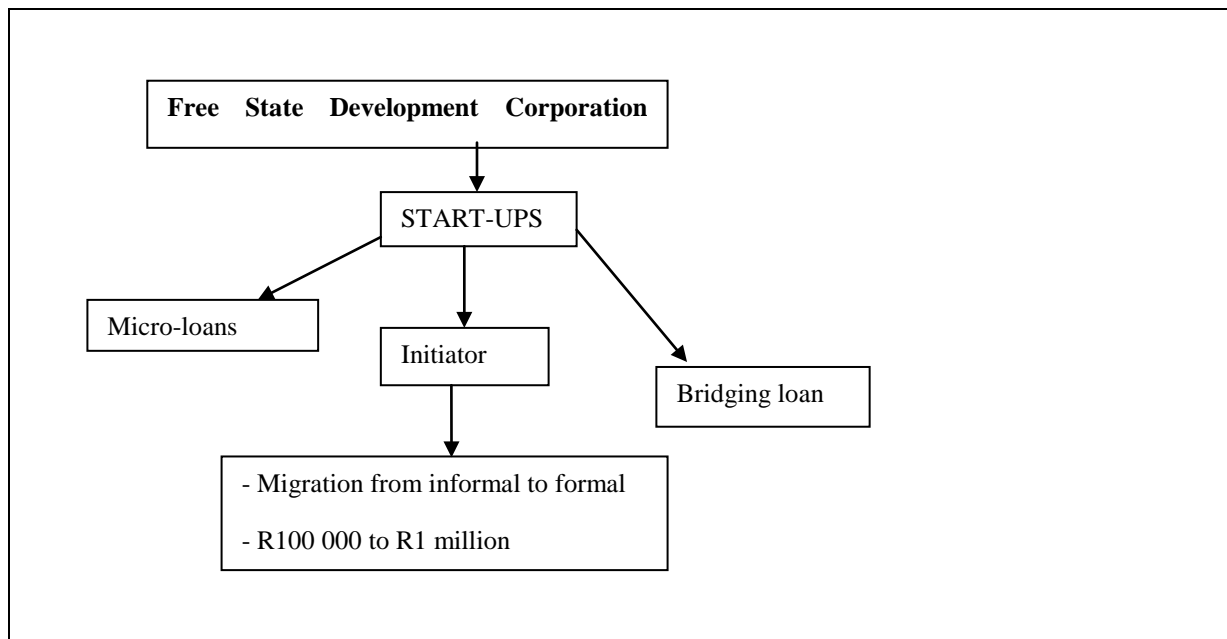 Free State Development Corporation
START-UPS
Micro-loans
Initiator
Bridging loan
- Migration from informal to formal
- R100 000 to R1 million